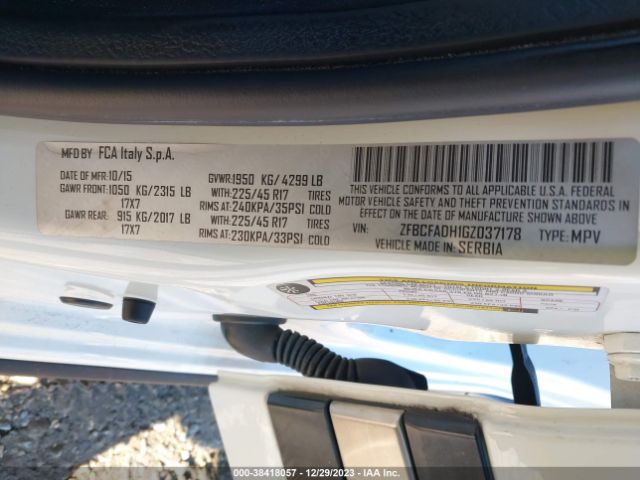 MFD BY FCA Italy S.p.A.
DATE OF MFR:10/15
GAWR FRONT:1050 KG/2315 LB
17X7
GAWR REAR: 915 KG/2017 LB
17X7
GVWR:1950 KG/ 4299 LB
WITH:225/45 R17 TIRES
RIMS AT:240KPA/35PSI COLD
WITH:225/45 R17 TIRES
RIMS AT:230KPA/33PSI COLD
THIS VEHICLE CONFORMS TO ALL APPLICABLE U.S.A. FEDERAL
MOTOR VEHICLE SAFETY, BUMPER, AND THEFT PREVENTION
STANDARDS IN EFFECT ON THE DATE OF MANUFACTURE SHOWN ABOVE.
VIN: ZFBCFADH1GZ037178 TYPE: MPV
VEHICLE MADE IN SERBIA
000-38418057 - 12/29/2023 - IAA Inc.